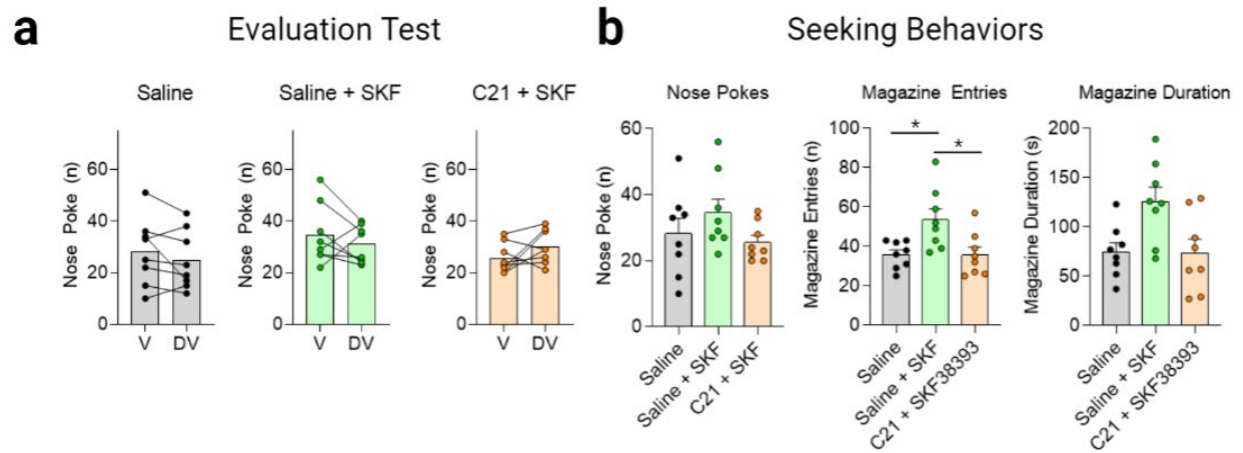 a
Evaluation Test
Saline
Saline + SKF
C21 + SKF
Nose Poke (n)
60
40
20
0
V
DV
Nose Poke (n)
60
40
20
0
V
DV
Nose Poke (n)
60
40
20
0
V
DV
b
Seeking Behaviors
Nose Pokes
Magazine Entries
Magazine Duration
Nose Poke (n)
60
40
20
0
Saline
Saline + SKF
C21 + SKF
Magazine Entries (n)
100
80
60
40
20
0
*
*
Saline
Saline + SKF
C21 + SKF38393
Magazine Duration (s)
200
150
100
50
0
Saline
Saline + SKF
C21 + SKF38393